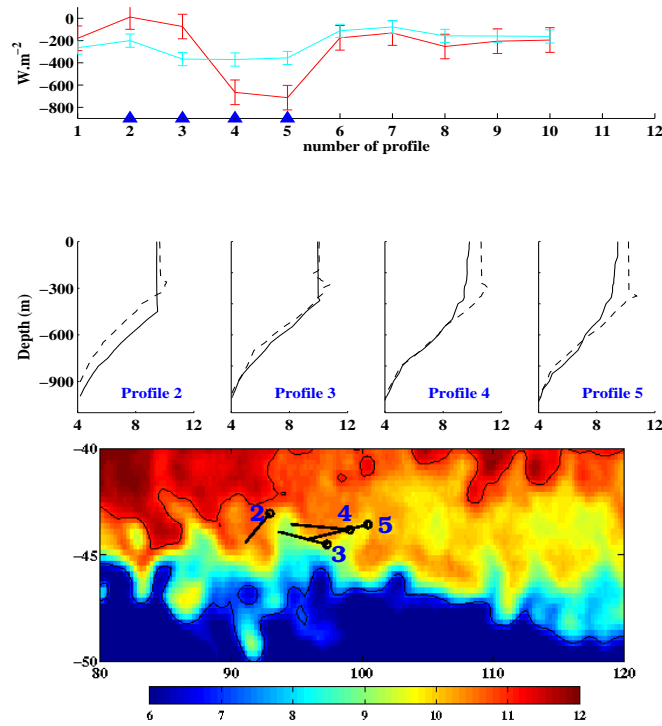 0
−200
−400
−600
−800
W.m⁻²
1 2 3 4 5 6 7 8 9 10 11 12
number of profile
0
−300
−600
−900
Depth (m)
Profile 2 Profile 3 Profile 4 Profile 5
4 8 12 4 8 12 4 8 12 4 8 12
−40
−45
−50
2 4 5
3
80 90 100 110 120
6 7 8 9 10 11 12